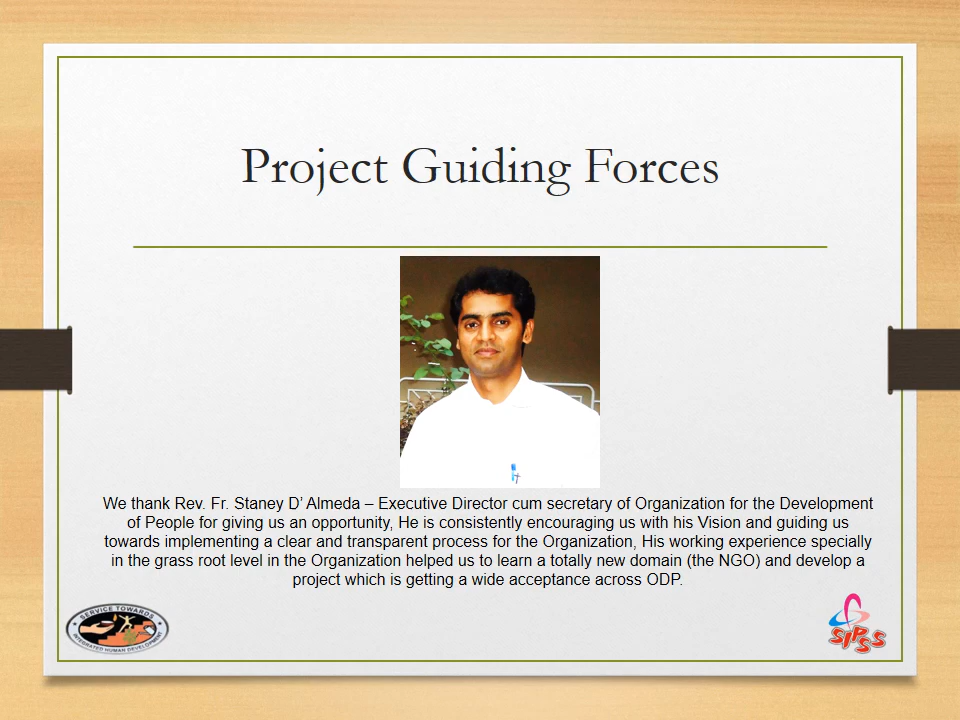 Project Guiding Forces
We thank Rev. Fr. Staney D’ Almeda – Executive Director cum secretary of Organization for the Development
of People for giving us an opportunity, He is consistently encouraging us with his Vision and guiding us
towards implementing a clear and transparent process for the Organization, His working experience specially
in the grass root level in the Organization helped us to learn a totally new domain (the NGO) and develop a
project which is getting a wide acceptance across ODP.
SERVICE TOWARDS
INTEGRATED HUMAN DEVELOPMENT
SIPSS